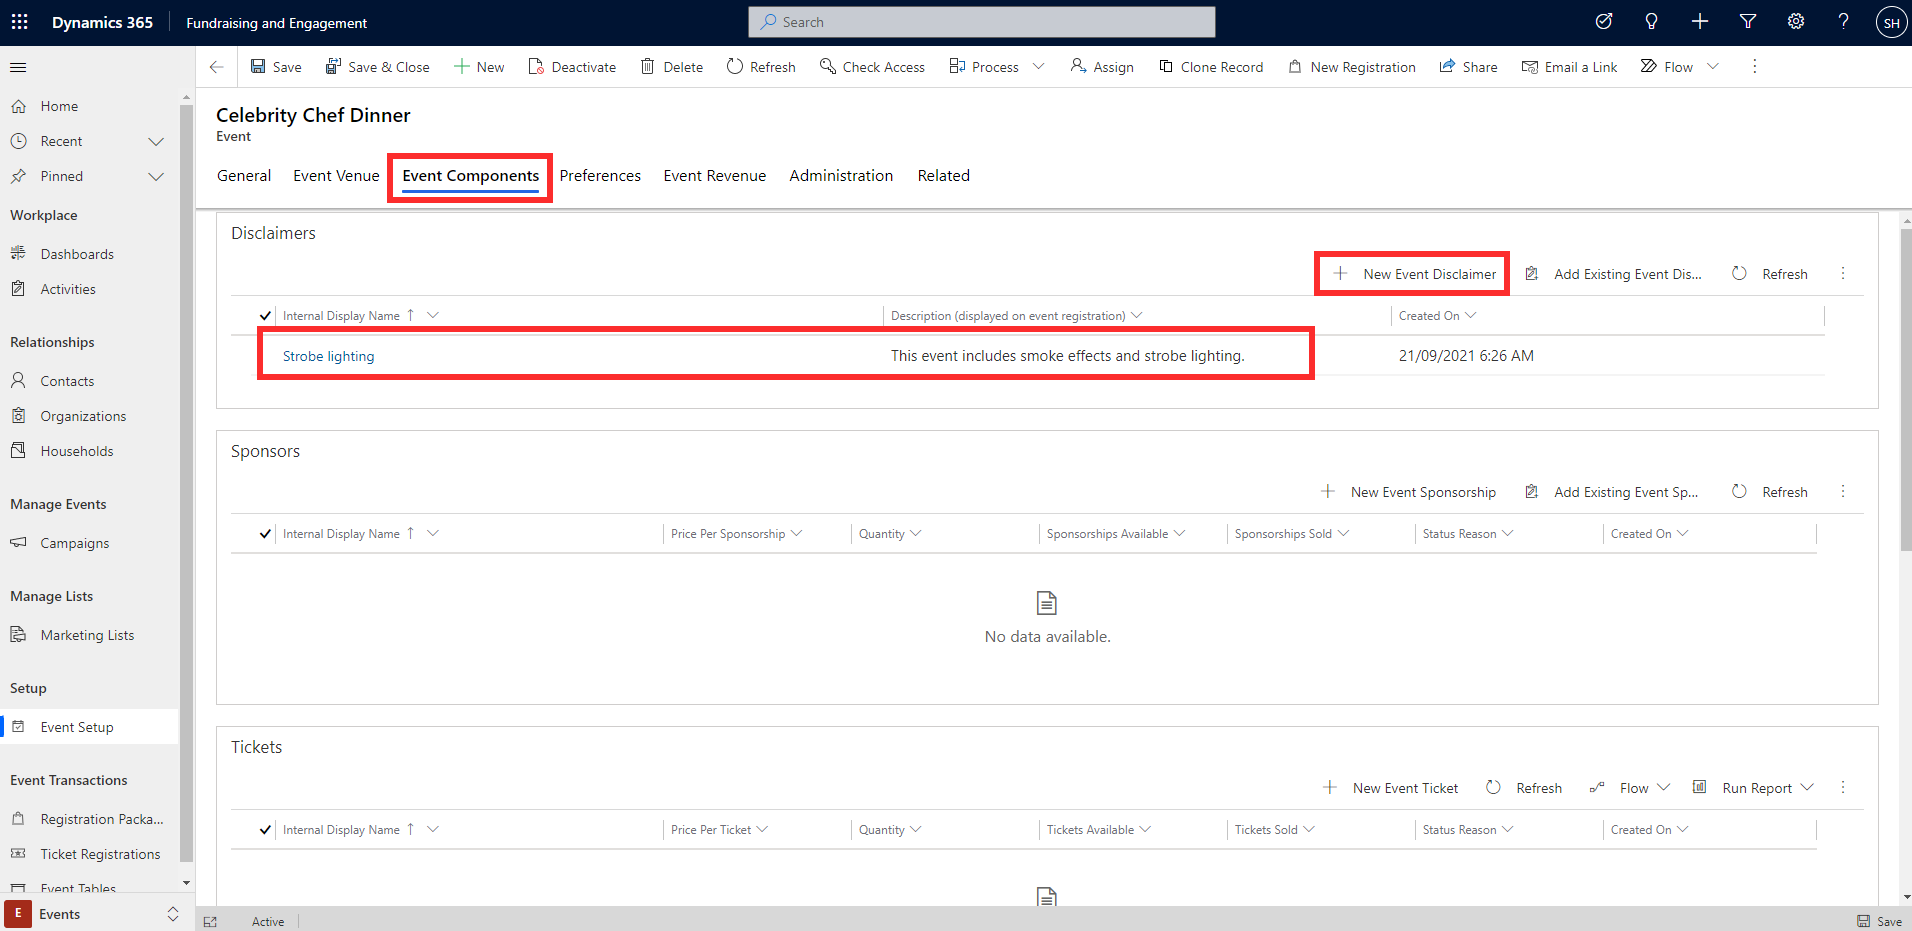 Dynamics 365
Fundraising and Engagement
Search
SH
Save
Save & Close
New
Deactivate
Delete
Refresh
Check Access
Process
Assign
Clone Record
New Registration
Share
Email a Link
Flow
Home
Recent
Pinned
Workplace
Dashboards
Activities
Relationships
Contacts
Organizations
Households
Manage Events
Campaigns
Manage Lists
Marketing Lists
Setup
Event Setup
Event Transactions
Registration Packa...
Ticket Registrations
Event Tables
E
Events
Celebrity Chef Dinner
Event
General
Event Venue
Event Components
Preferences
Event Revenue
Administration
Related
Disclaimers
New Event Disclaimer
Add Existing Event Dis...
Refresh
Internal Display Name
Description (displayed on event registration)
Created On
Strobe lighting
This event includes smoke effects and strobe lighting.
21/09/2021 6:26 AM
Sponsors
New Event Sponsorship
Add Existing Event Sp...
Refresh
Internal Display Name
Price Per Sponsorship
Quantity
Sponsorships Available
Sponsorships Sold
Status Reason
Created On
No data available.
Tickets
New Event Ticket
Refresh
Flow
Run Report
Internal Display Name
Price Per Ticket
Quantity
Tickets Available
Tickets Sold
Status Reason
Created On
Active
Save